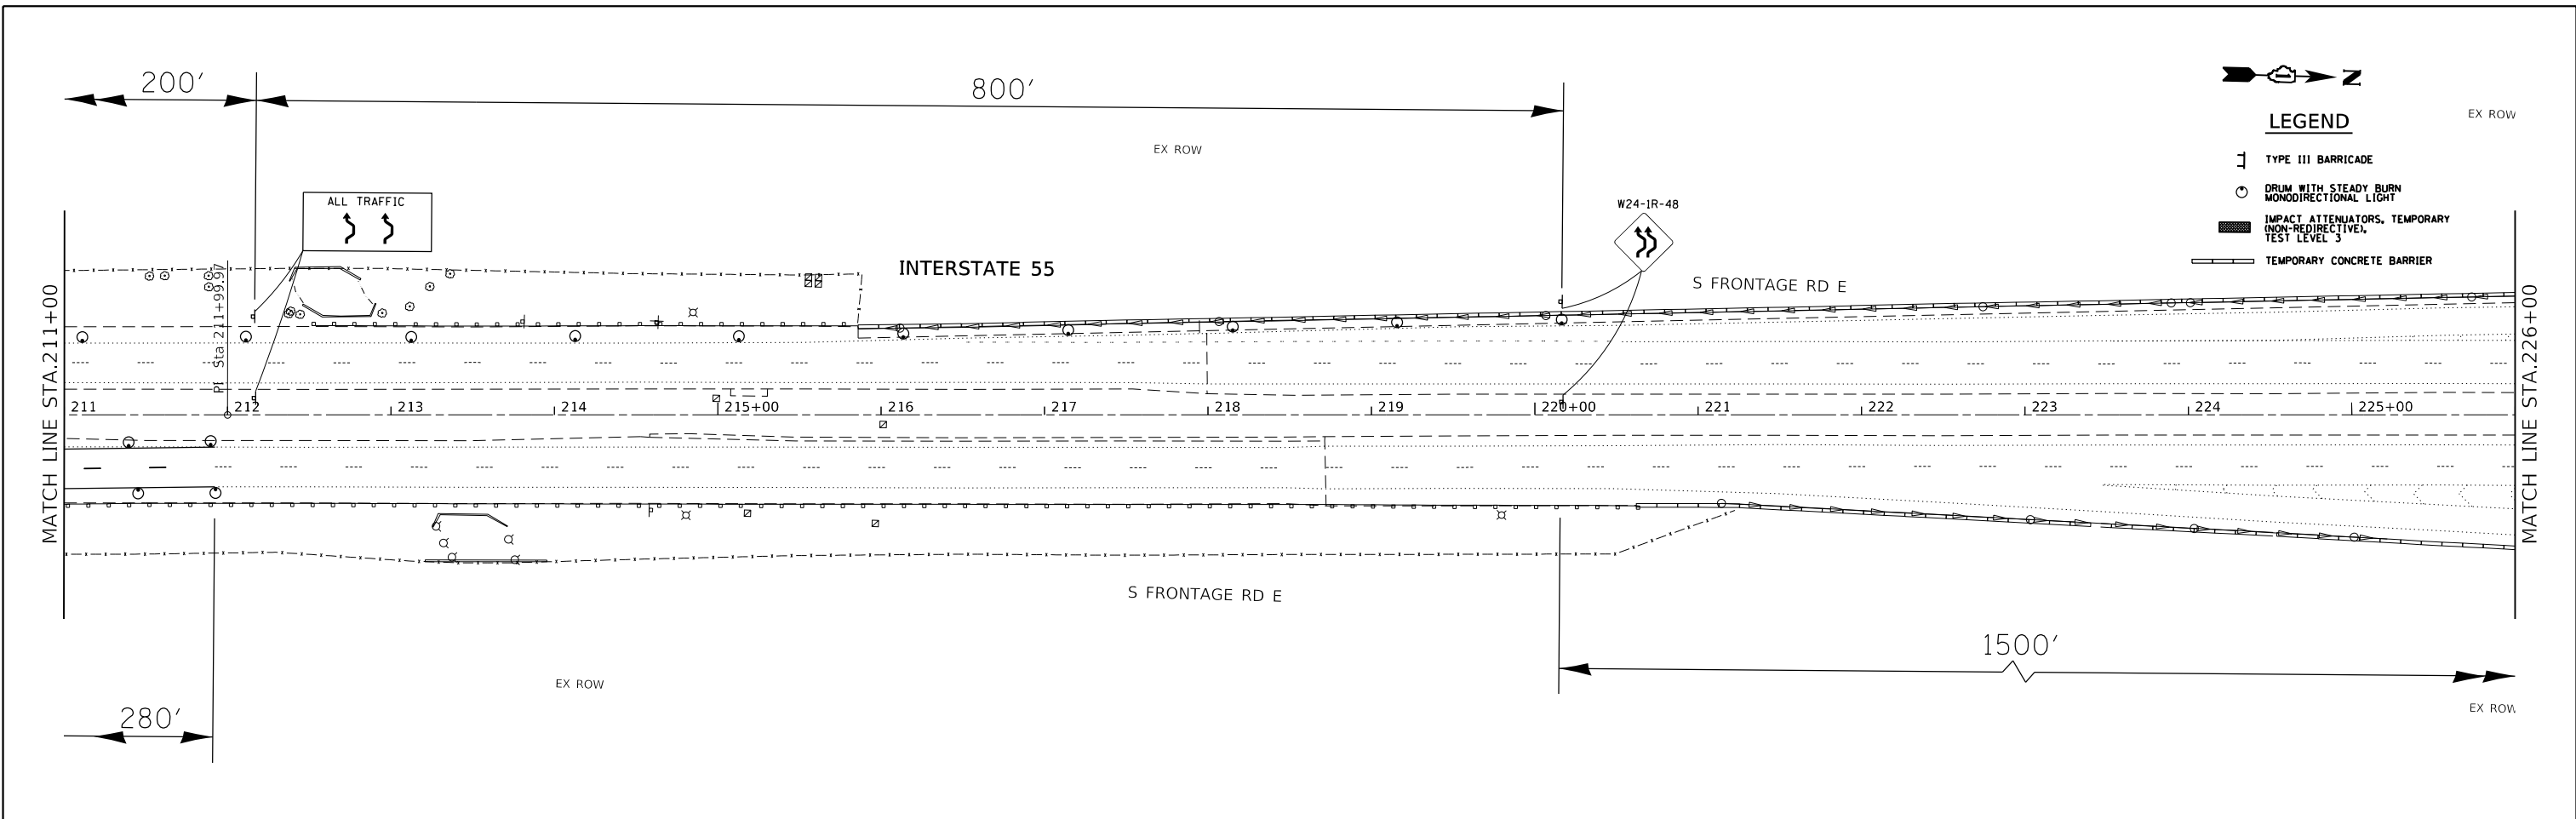 200'
800'
N
LEGEND
EX ROW
EX ROW
TYPE III BARRICADE
DRUM WITH STEADY BURN
MONODIRECTIONAL LIGHT
IMPACT ATTENUATORS, TEMPORARY
(NON-REDIRECTIVE),
TEST LEVEL 3
TEMPORARY CONCRETE BARRIER
ALL TRAFFIC
W24-1R-48
INTERSTATE 55
S FRONTAGE RD E
MATCH LINE STA.211+00
PI Sta 211+99.97
MATCH LINE STA.226+00
211
212
213
214
215+00
216
217
218
219
220+00
221
222
223
224
225+00
S FRONTAGE RD E
1500'
EX ROW
280'
EX ROW